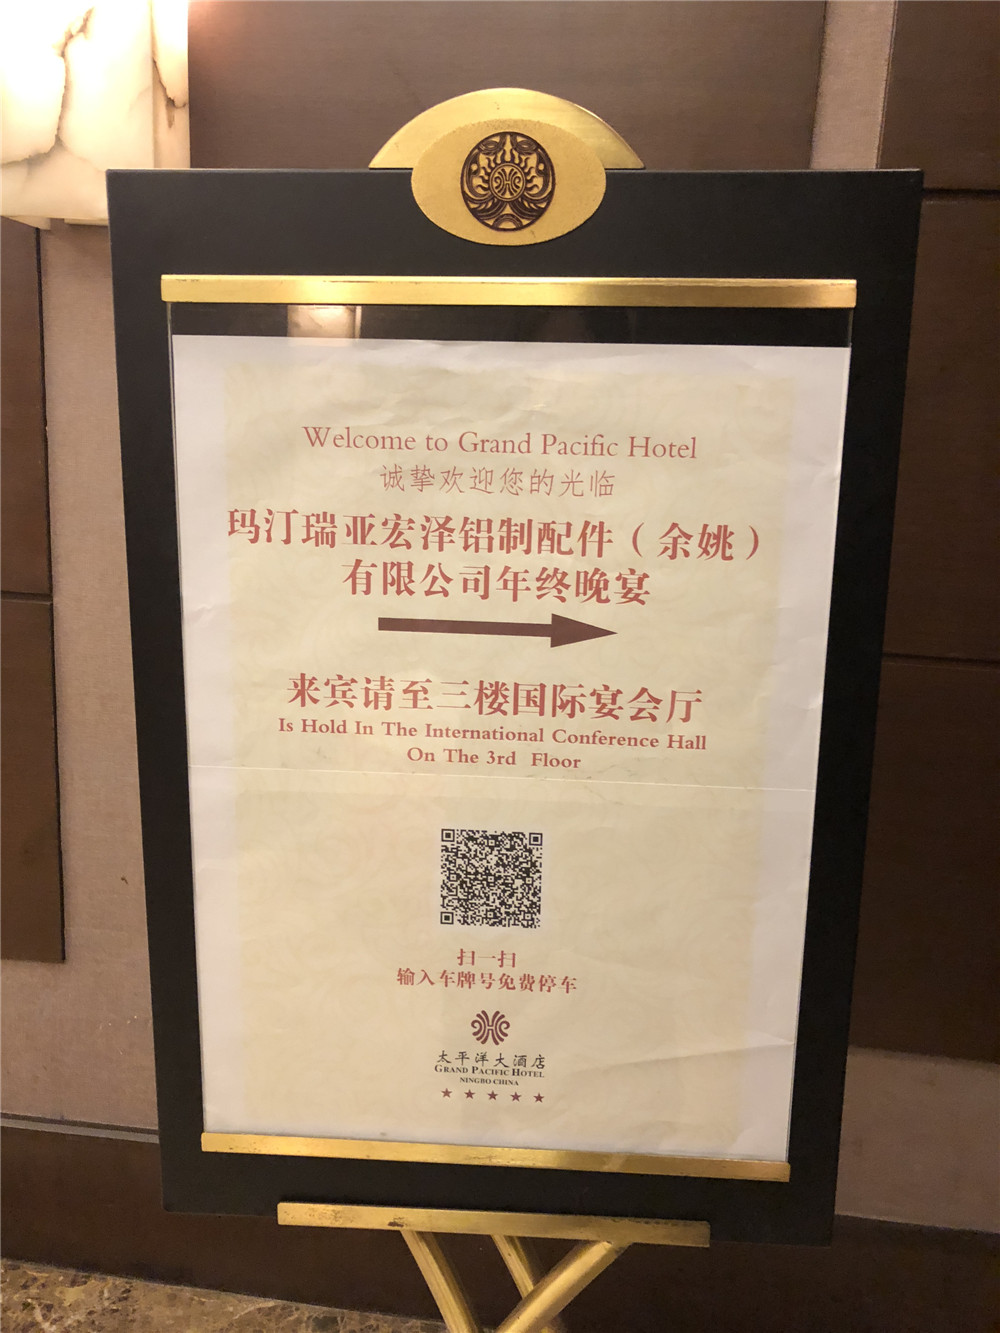 Welcome to Grand Pacific Hotel
诚挚欢迎您的光临
玛汀瑞亚宏泽铝制配件（余姚）
有限公司年终晚宴
来宾请至三楼国际宴会厅
Is Hold In The International Conference Hall
On The 3rd Floor
扫一扫
输入车牌号免费停车
太平洋大酒店
GRAND PACIFIC HOTEL
NINGBO CHINA